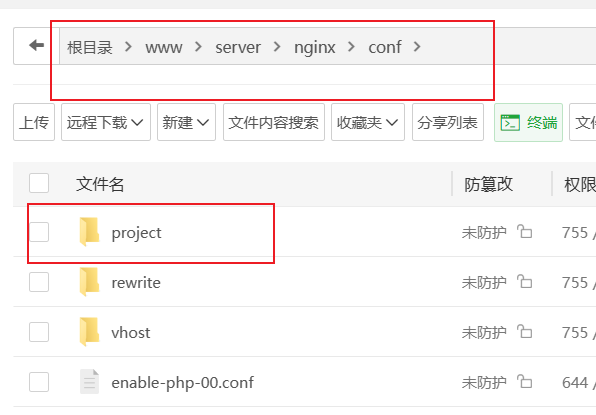 根目录 > www > server > nginx > conf >
上传 远程下载 新建 文件内容搜索 收藏夹 分享列表 终端
文件名 防篡改 权限
project 未防护 755 /
rewrite 未防护 755 /
vhost 未防护 755 /
enable-php-00.conf 未防护 644 /